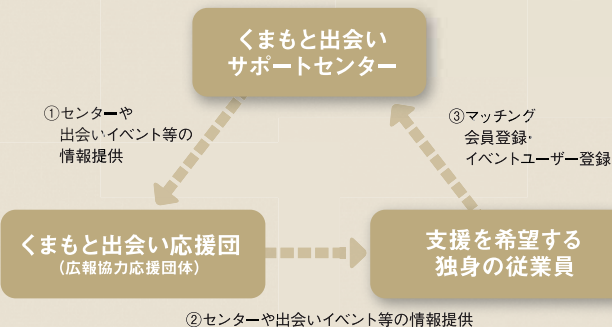 くまもと出会い
サポートセンター
①センターや
出会いイベント等の
情報提供
③マッチング
会員登録・
イベントユーザー登録
くまもと出会い応援団
(広報協力応援団体)
支援を希望する
独身の従業員
②センターや出会いイベント等の情報提供